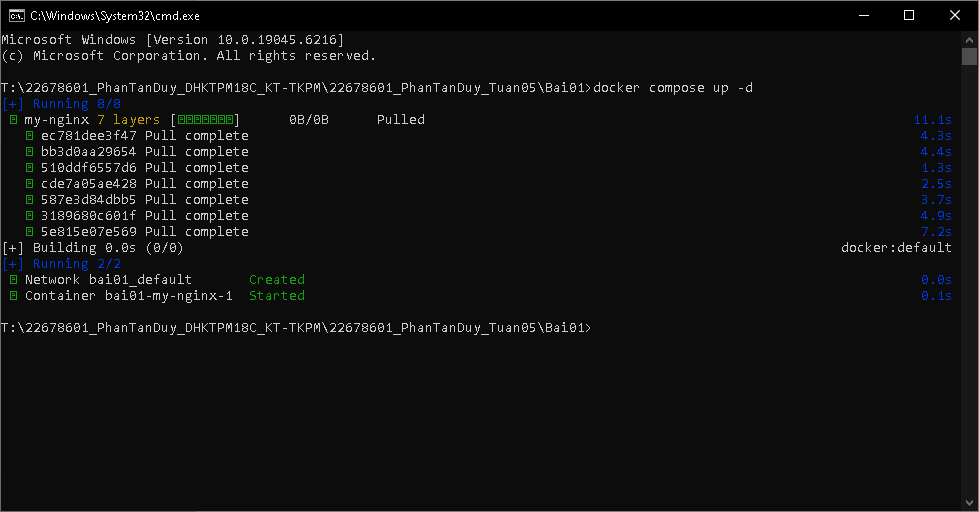 C:\Windows\System32\cmd.exe
Microsoft Windows [Version 10.0.19045.6216]
(c) Microsoft Corporation. All rights reserved.
T:\22678601_PhanTanDuy_DHKTPM18C_KT-TKPM\22678601_PhanTanDuy_Tuan05\Bai01>docker compose up -d
[+] Running 8/8
my-nginx 7 layers [       ] 0B/0B Pulled 11.1s
ec781dee3f47 Pull complete 4.3s
bb3d0aa29654 Pull complete 4.4s
510ddf6557d6 Pull complete 1.3s
cde7a05ae428 Pull complete 2.5s
587e3d84dbb5 Pull complete 3.7s
3189680c601f Pull complete 4.9s
5e815e07e569 Pull complete 7.2s
[+] Building 0.0s (0/0) docker:default
[+] Running 2/2
Network bai01_default Created 0.0s
Container bai01-my-nginx-1 Started 0.1s
T:\22678601_PhanTanDuy_DHKTPM18C_KT-TKPM\22678601_PhanTanDuy_Tuan05\Bai01>